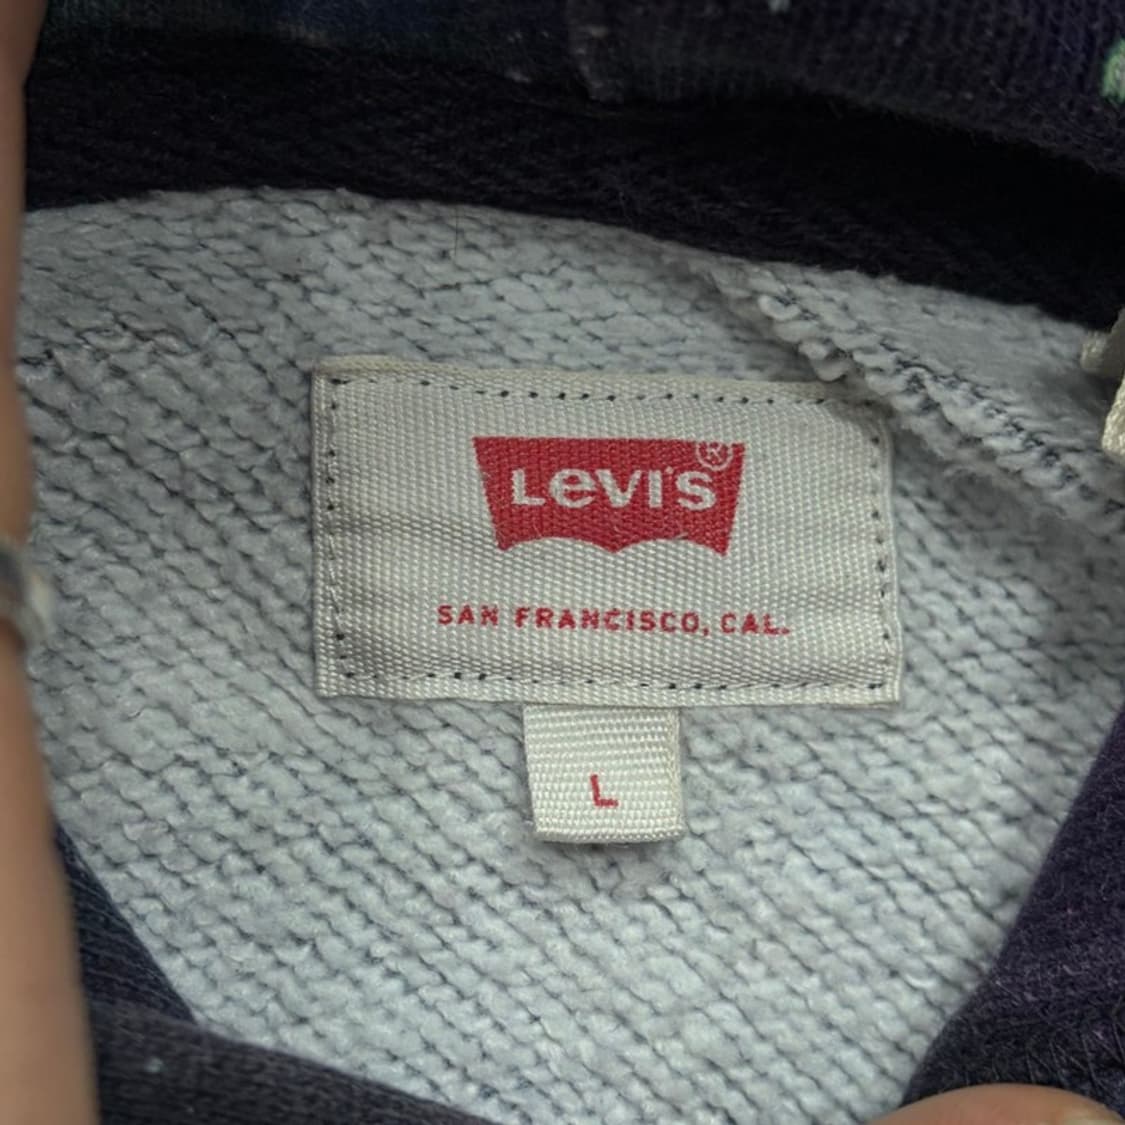 LEVI'S ®
SAN FRANCISCO, CAL.
L